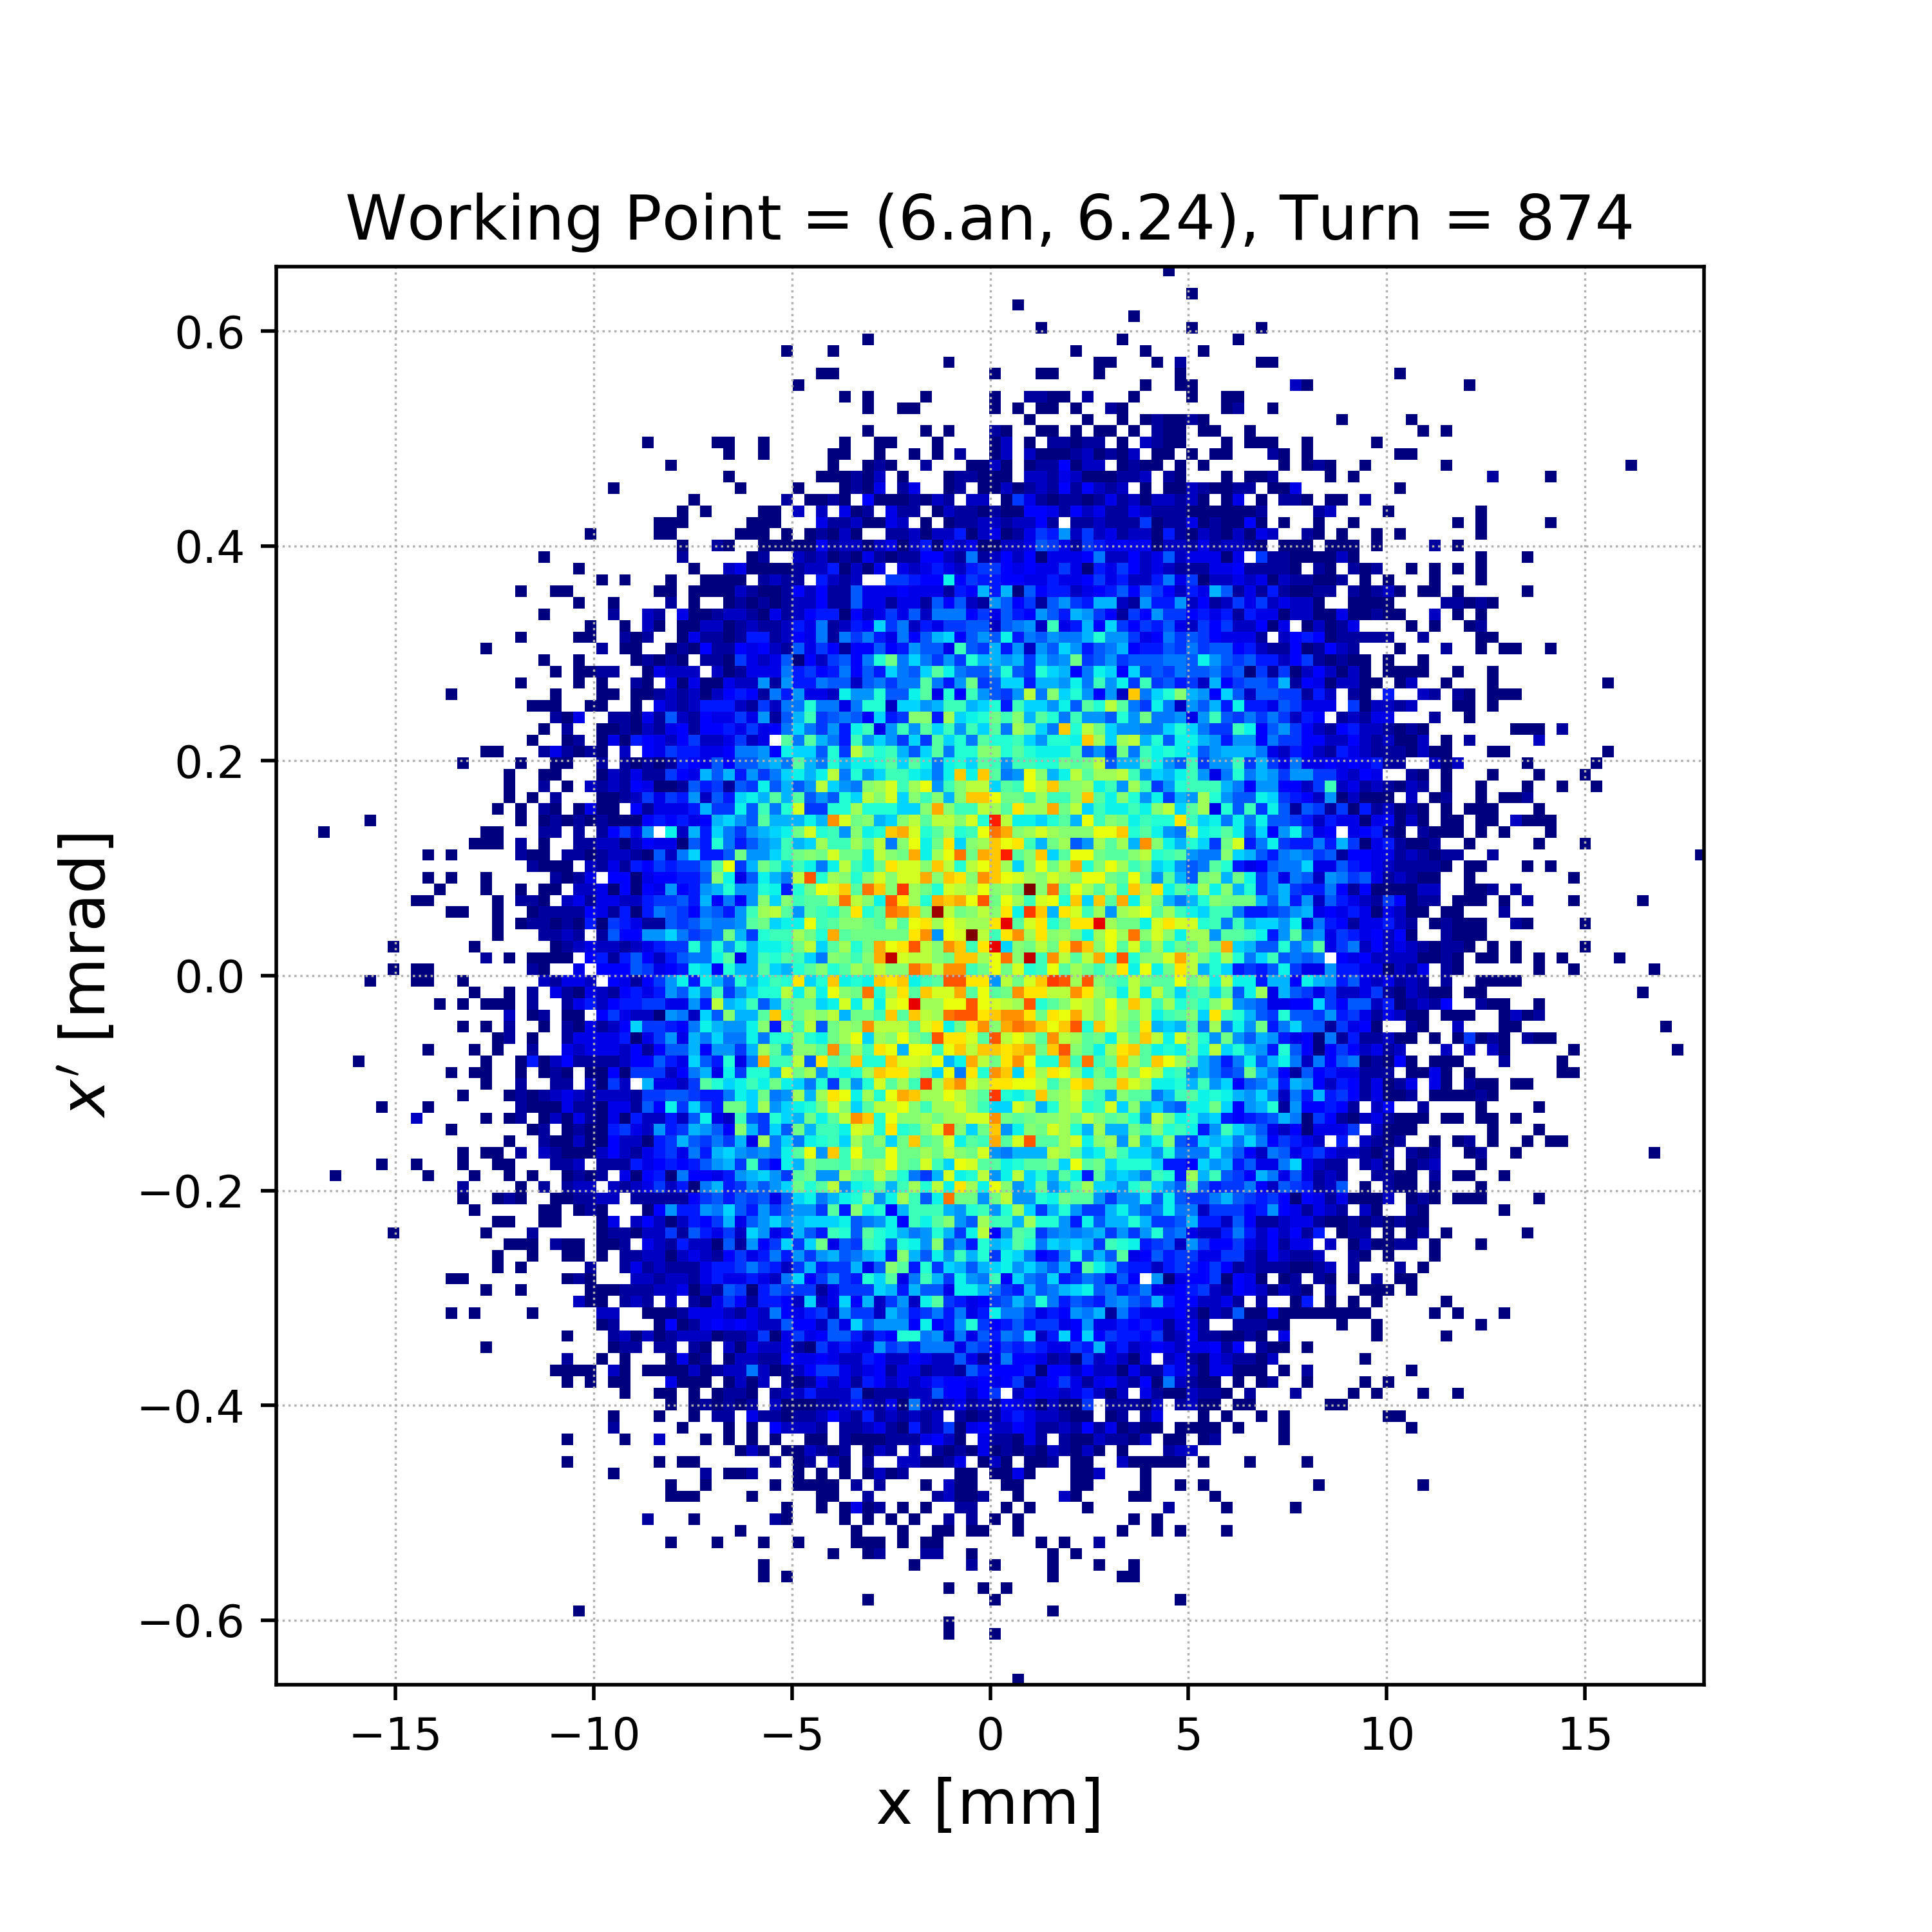 Working Point = (6.an, 6.24), Turn = 874
0.6
0.4
0.2
0.0
−0.2
−0.4
−0.6
x′ [mrad]
−15 −10 −5 0 5 10 15
x [mm]